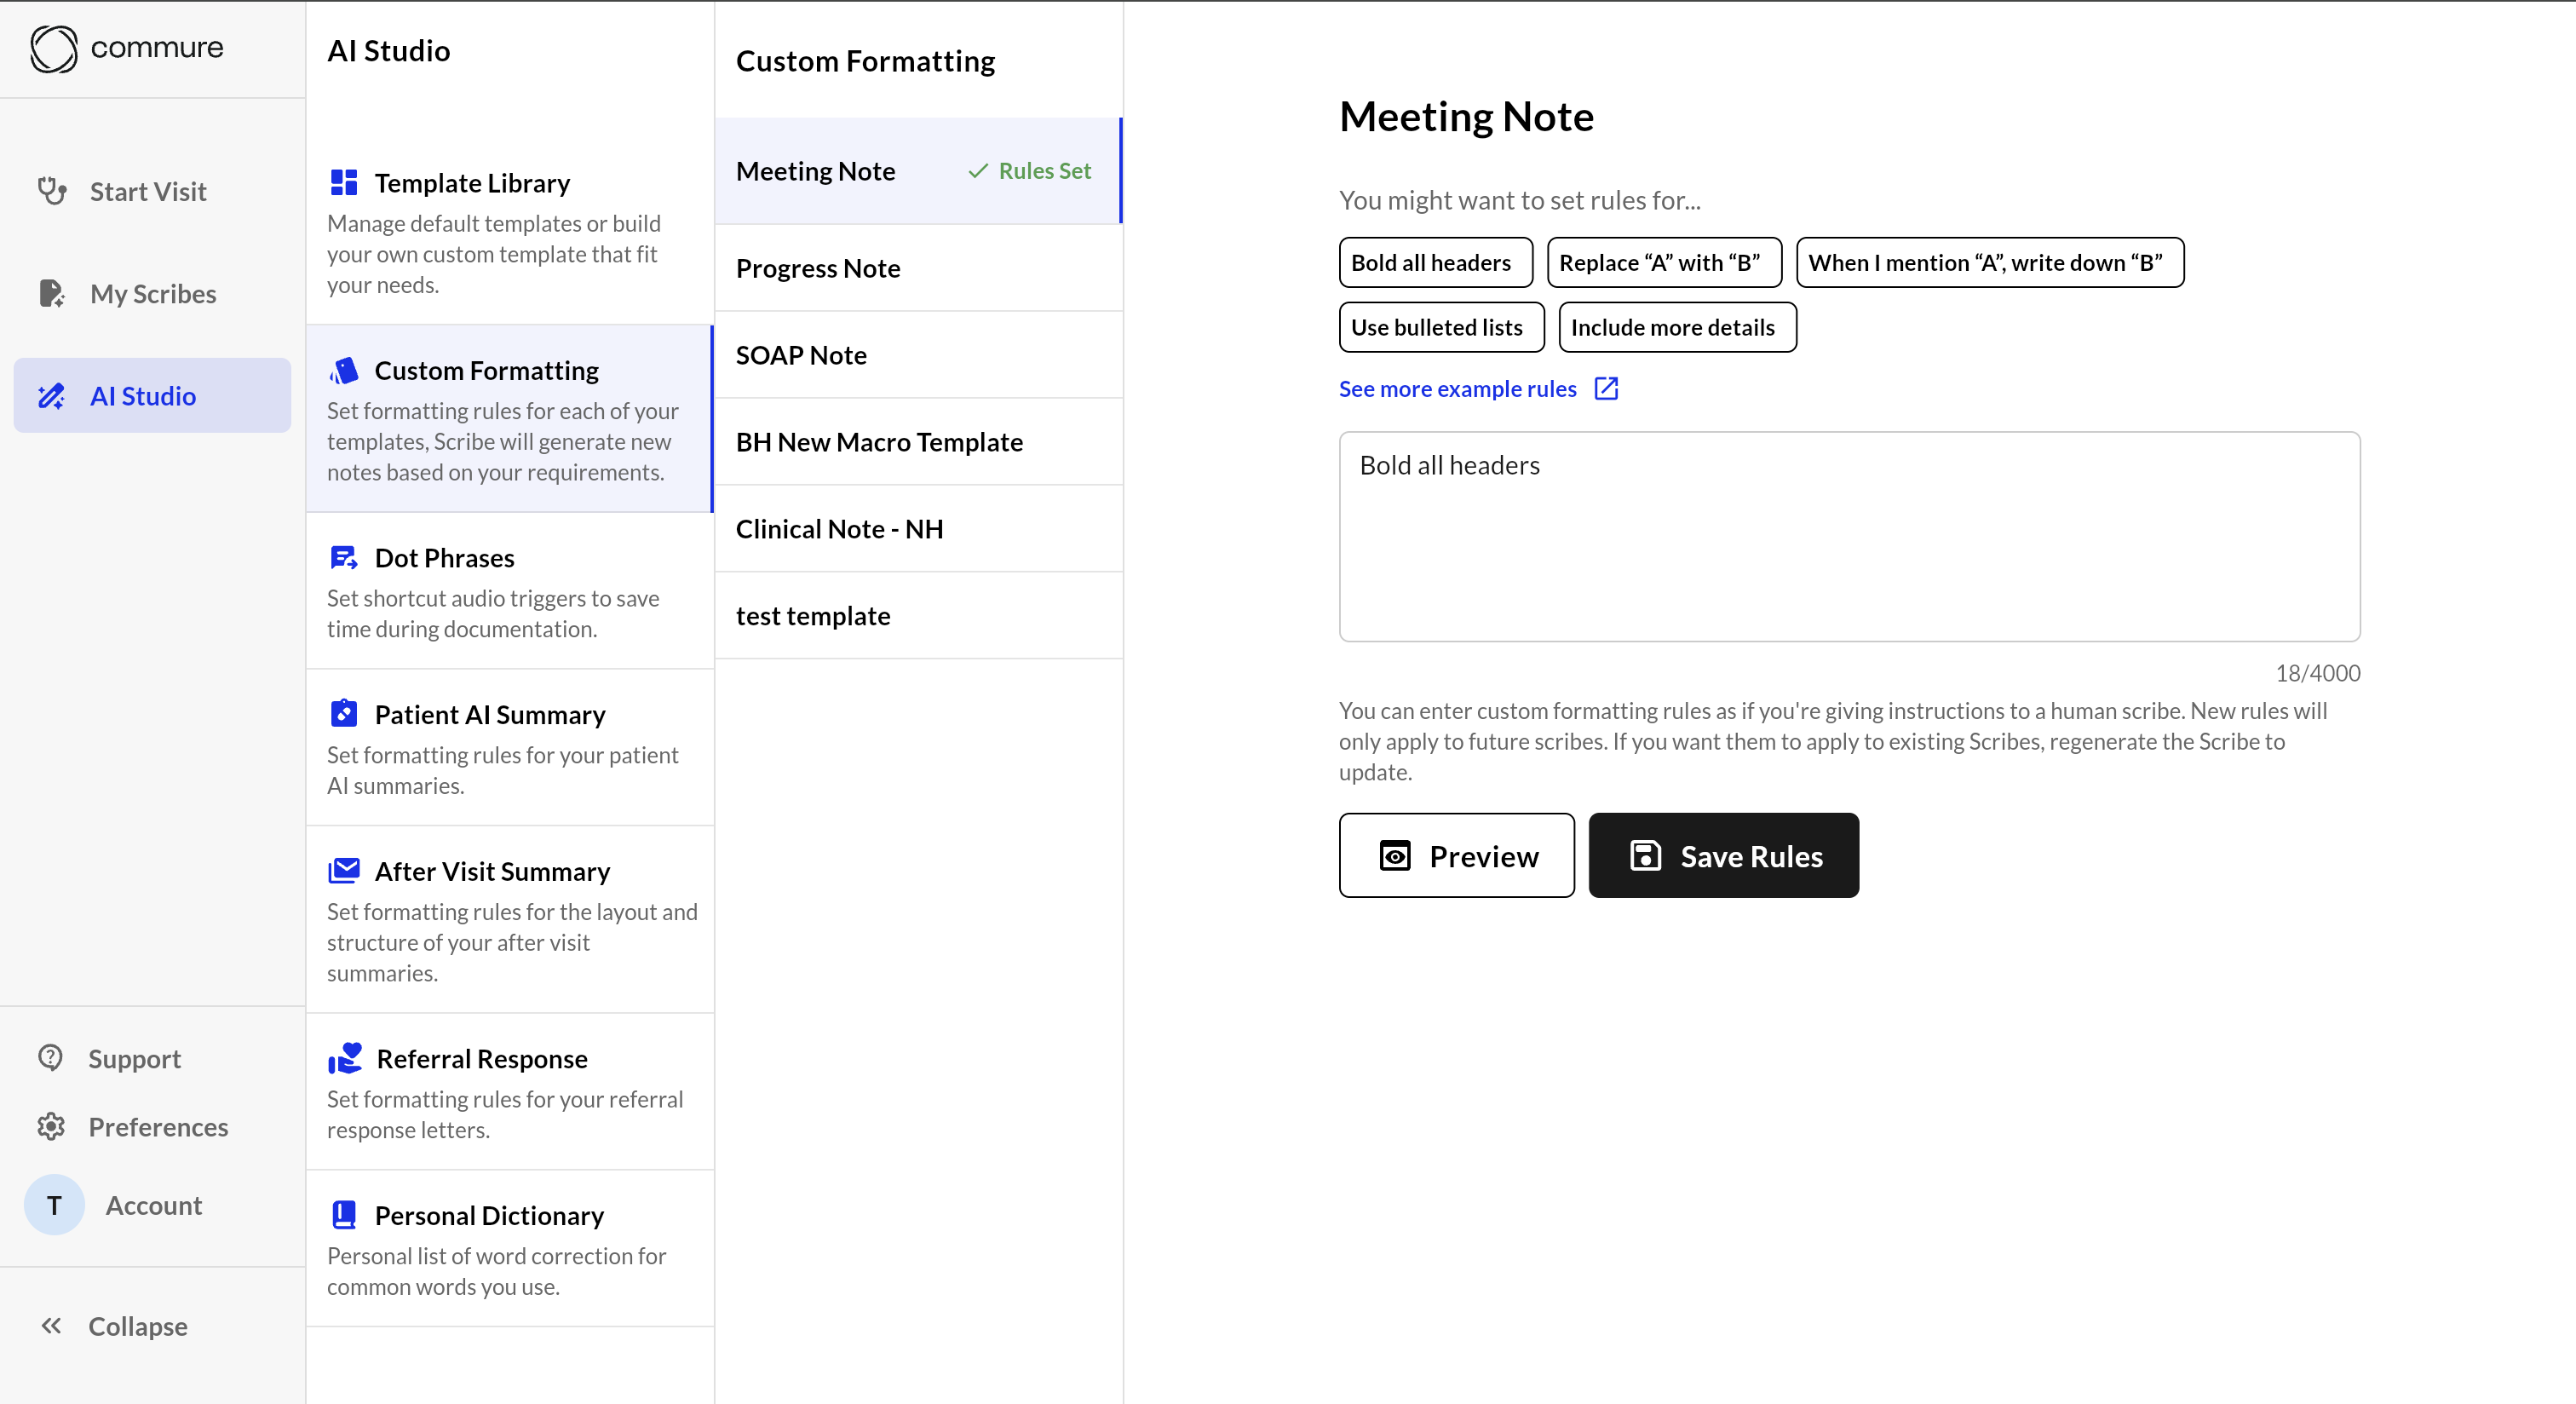 commure
Start Visit
My Scribes
AI Studio
Support
Preferences
T
Account
Collapse
AI Studio
Template Library
Manage default templates or build
your own custom template that fit
your needs.
Custom Formatting
Set formatting rules for each of your
templates, Scribe will generate new
notes based on your requirements.
Dot Phrases
Set shortcut audio triggers to save
time during documentation.
Patient AI Summary
Set formatting rules for your patient
AI summaries.
After Visit Summary
Set formatting rules for the layout and
structure of your after visit
summaries.
Referral Response
Set formatting rules for your referral
response letters.
Personal Dictionary
Personal list of word correction for
common words you use.
Custom Formatting
Meeting Note Rules Set
Progress Note
SOAP Note
BH New Macro Template
Clinical Note - NH
test template
Meeting Note
You might want to set rules for...
Bold all headers Replace “A” with “B” When I mention “A”, write down “B”
Use bulleted lists Include more details
See more example rules
Bold all headers
18/4000
You can enter custom formatting rules as if you're giving instructions to a human scribe. New rules will
only apply to future scribes. If you want them to apply to existing Scribes, regenerate the Scribe to
update.
Preview Save Rules